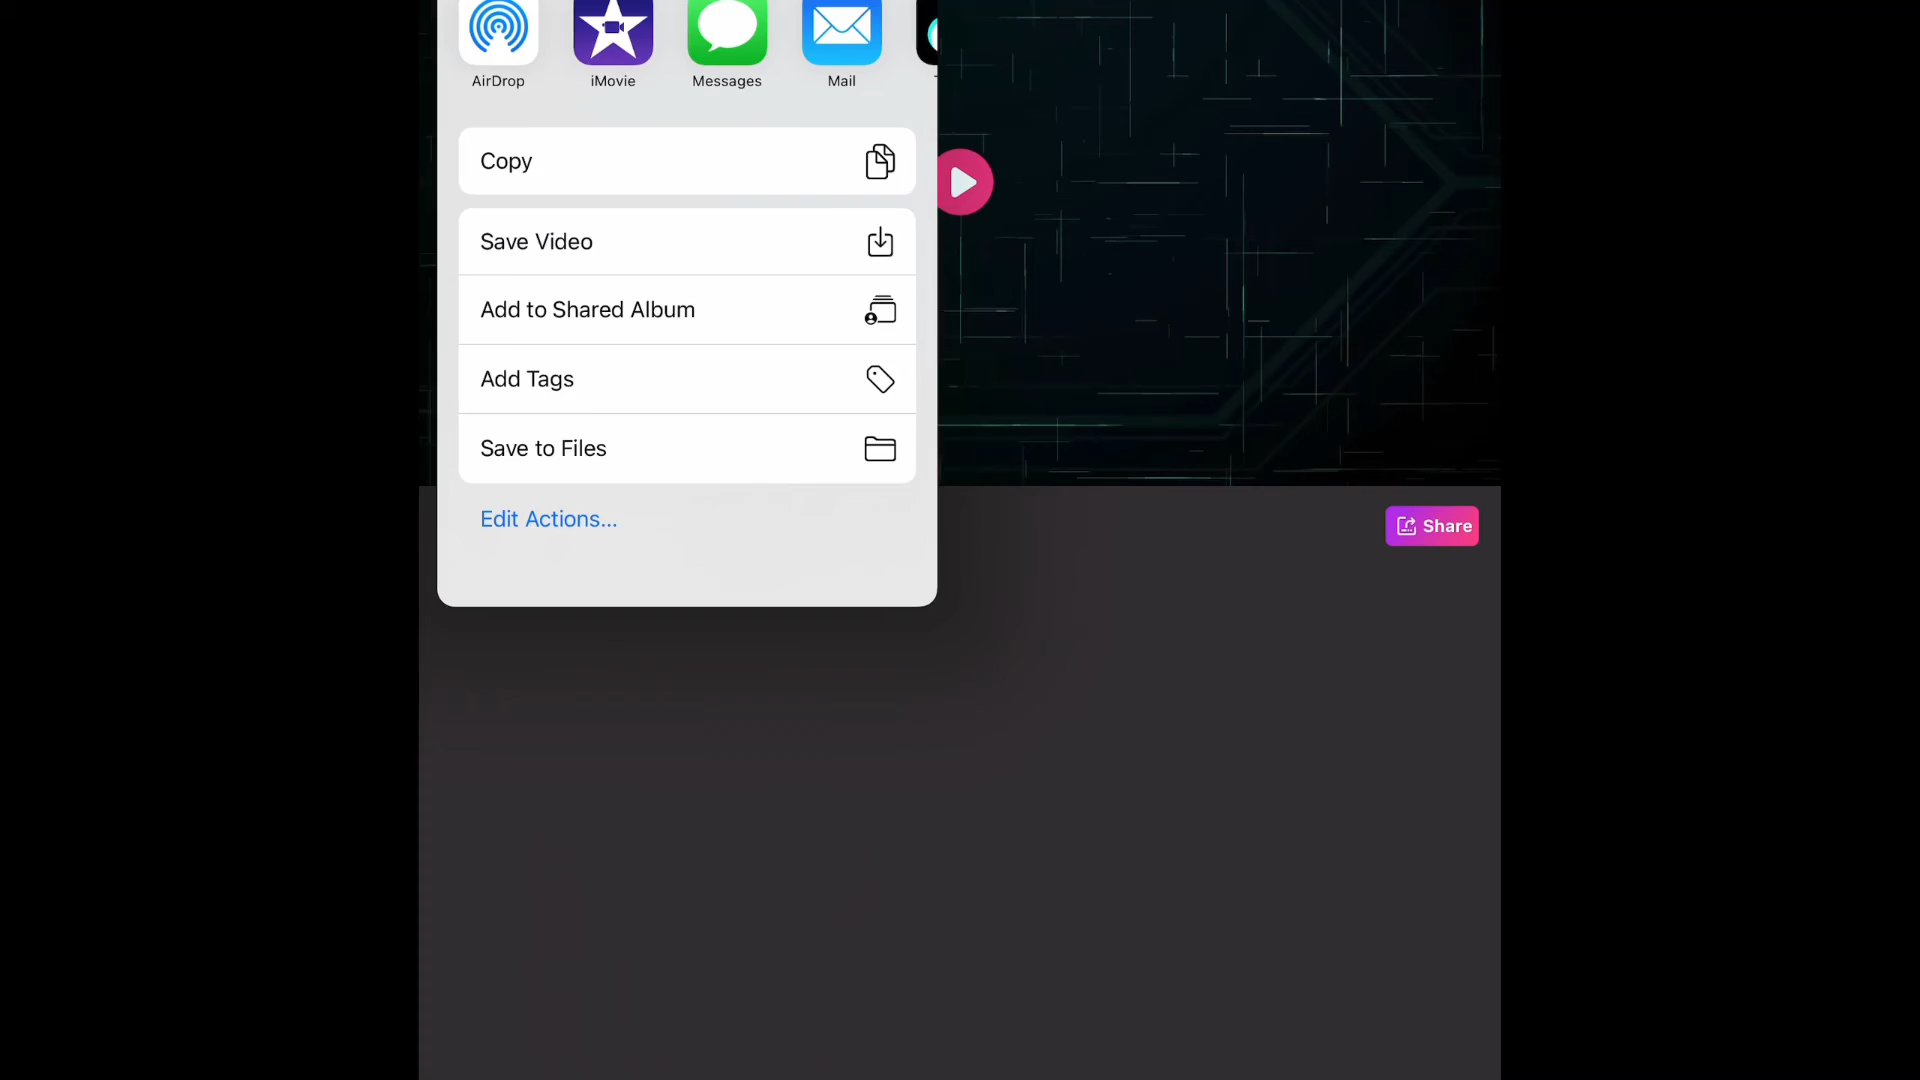 AirDrop
iMovie
Messages
Mail
Copy
Save Video
Add to Shared Album
Add Tags
Save to Files
Edit Actions...
Share